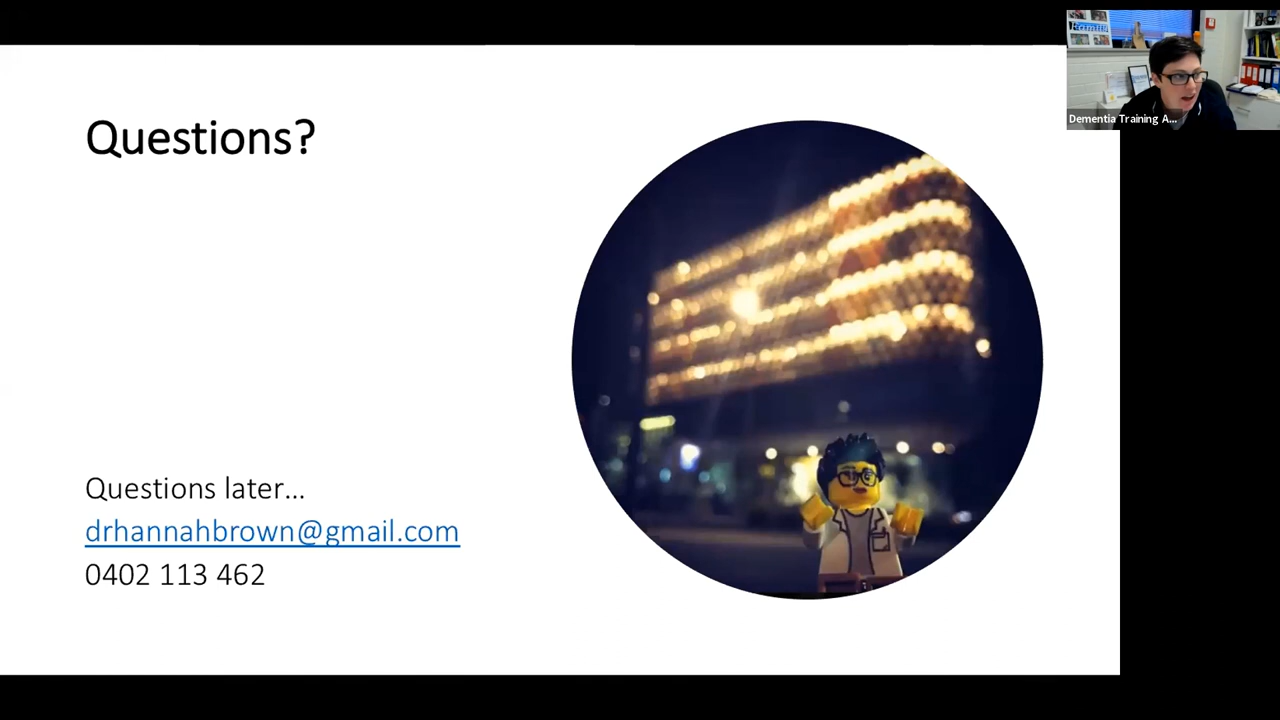 Questions?
Questions later...
drhannahbrown@gmail.com
0402 113 462
Dementia Training A...